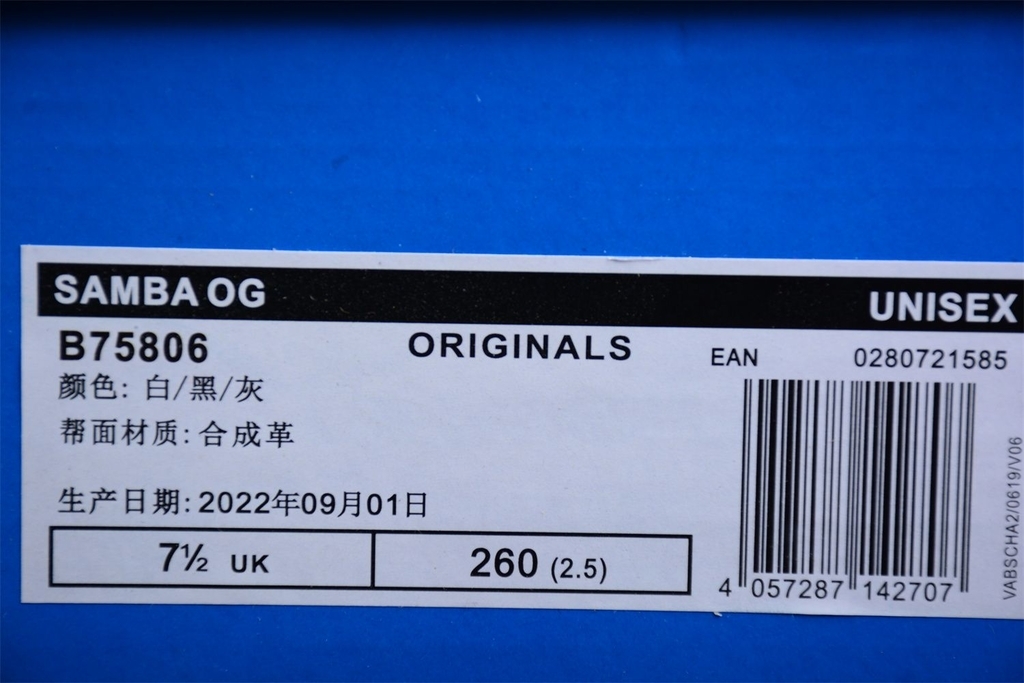 SAMBA OG
UNISEX
B75806
ORIGINALS
EAN
0280721585
颜色: 白/黑/灰
帮面材质: 合成革
生产日期: 2022年09月01日
7½ UK
260 (2.5)
4 057287 142707
VABSCHA2/0619/V06